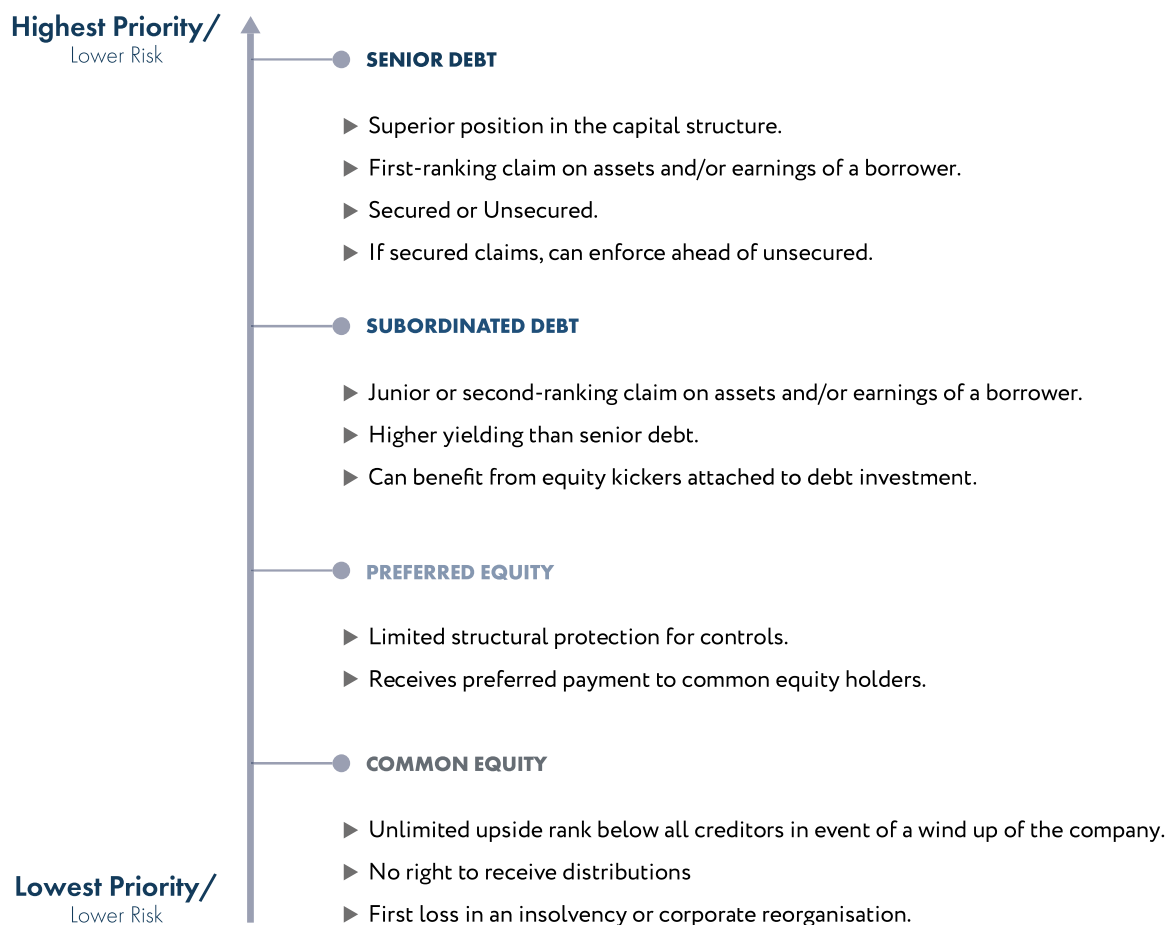 Highest Priority/
Lower Risk
SENIOR DEBT
Superior position in the capital structure.
First-ranking claim on assets and/or earnings of a borrower.
Secured or Unsecured.
If secured claims, can enforce ahead of unsecured.
SUBORDINATED DEBT
Junior or second-ranking claim on assets and/or earnings of a borrower.
Higher yielding than senior debt.
Can benefit from equity kickers attached to debt investment.
PREFERRED EQUITY
Limited structural protection for controls.
Receives preferred payment to common equity holders.
COMMON EQUITY
Unlimited upside rank below all creditors in event of a wind up of the company.
No right to receive distributions
First loss in an insolvency or corporate reorganisation.
Lowest Priority/
Lower Risk